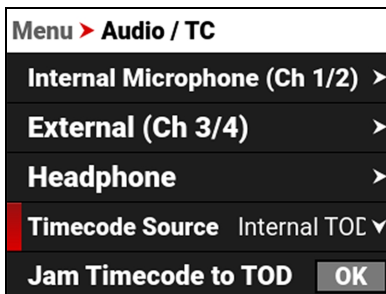 Menu > Audio / TC
Internal Microphone (Ch 1/2) >
External (Ch 3/4) >
Headphone >
Timecode Source Internal TOD
Jam Timecode to TOD OK